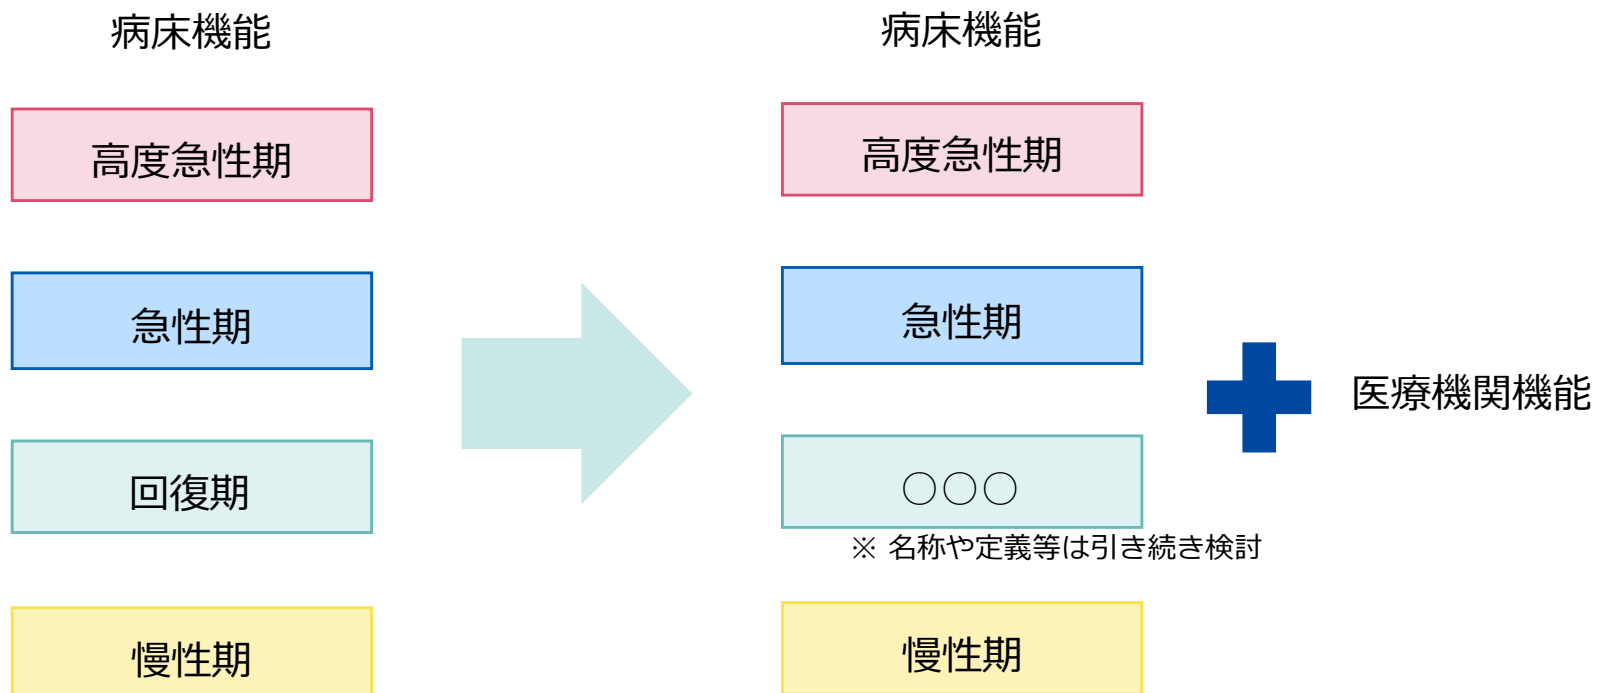 病床機能
高度急性期
急性期
回復期
慢性期
病床機能
高度急性期
急性期
○○○
※ 名称や定義等は引き続き検討
慢性期
医療機関機能